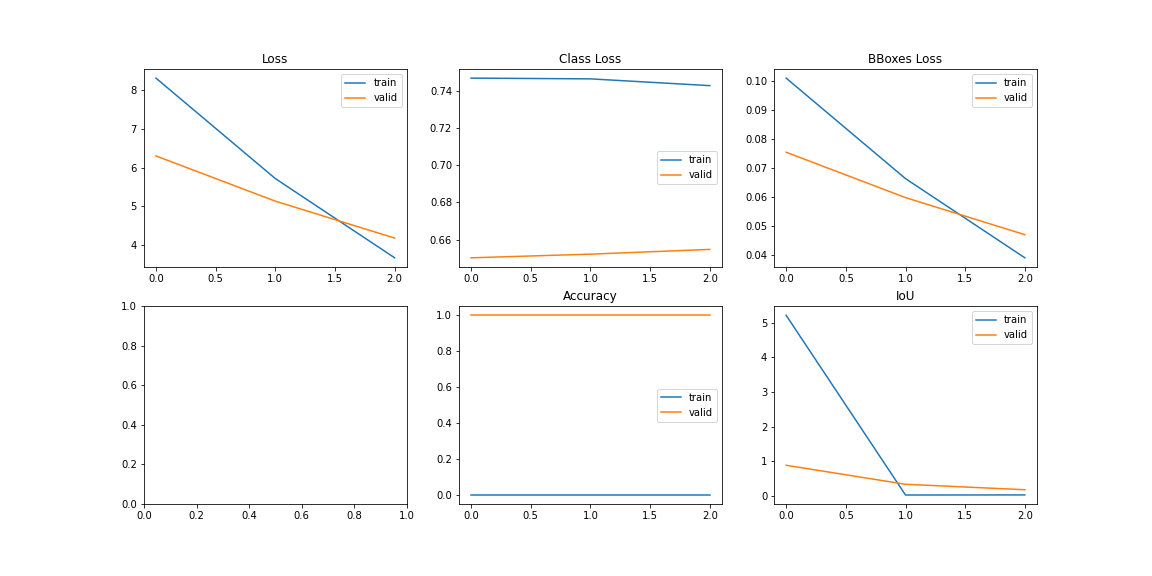 Loss
8
7
6
5
4
0.0 0.5 1.0 1.5 2.0
train
valid
Class Loss
0.74
0.72
0.70
0.68
0.66
0.0 0.5 1.0 1.5 2.0
train
valid
BBoxes Loss
0.10
0.09
0.08
0.07
0.06
0.05
0.04
0.0 0.5 1.0 1.5 2.0
train
valid
1.0
0.8
0.6
0.4
0.2
0.0
0.0 0.2 0.4 0.6 0.8 1.0
Accuracy
1.0
0.8
0.6
0.4
0.2
0.0
0.0 0.5 1.0 1.5 2.0
train
valid
IoU
5
4
3
2
1
0
0.0 0.5 1.0 1.5 2.0
train
valid